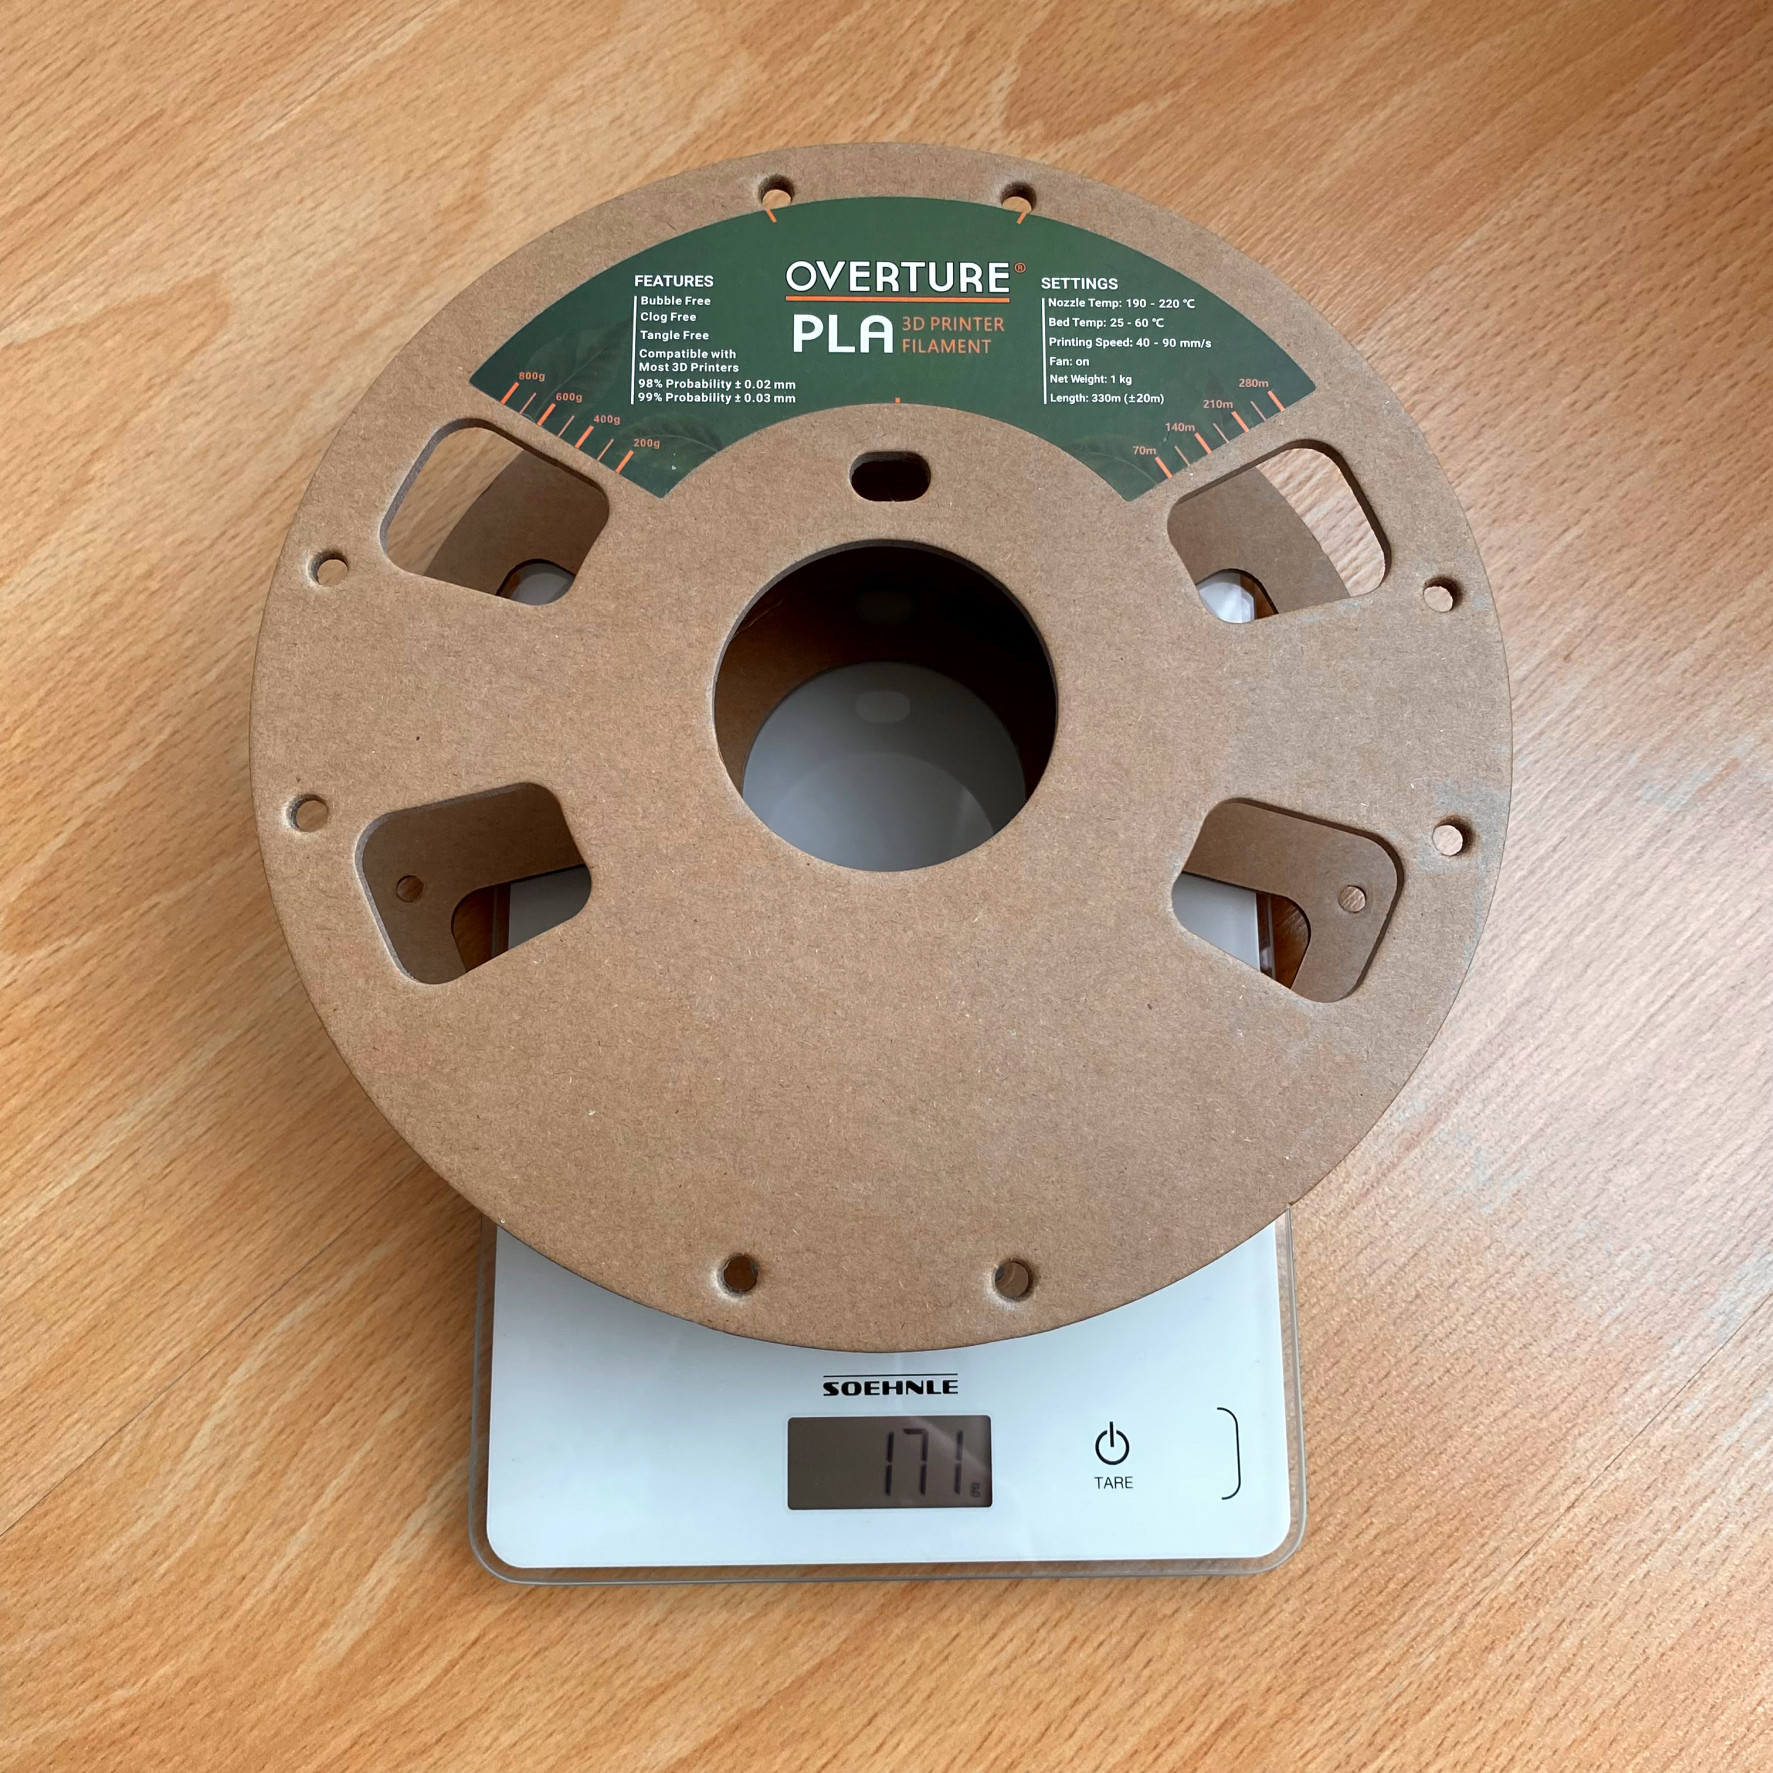 OVERTURE®
PLA 3D PRINTER
FILAMENT
FEATURES
Bubble Free
Clog Free
Tangle Free
Compatible with
Most 3D Printers
98% Probability ± 0.02 mm
99% Probability ± 0.03 mm
SETTINGS
Nozzle Temp: 190 - 220 ℃
Bed Temp: 25 - 60 ℃
Printing Speed: 40 - 90 mm/s
Fan: on
Net Weight: 1 kg
Length: 330m (±20m)
800g
600g
400g
200g
280m
210m
140m
70m
SOEHNLE
171 g
TARE